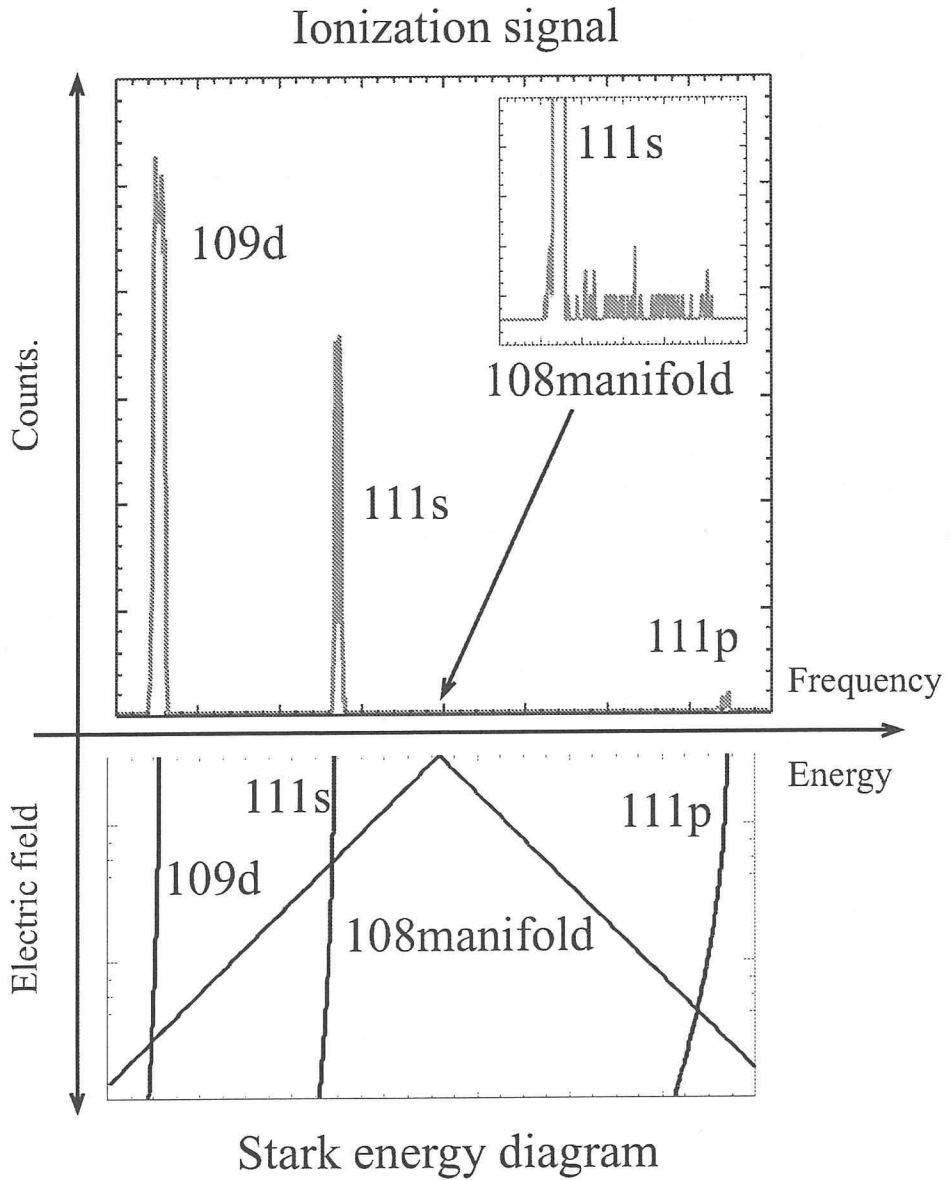 Ionization signal
111s
109d
108manifold
Counts.
111s
111p
Frequency
Energy
111s
111p
109d
108manifold
Electric field
Stark energy diagram